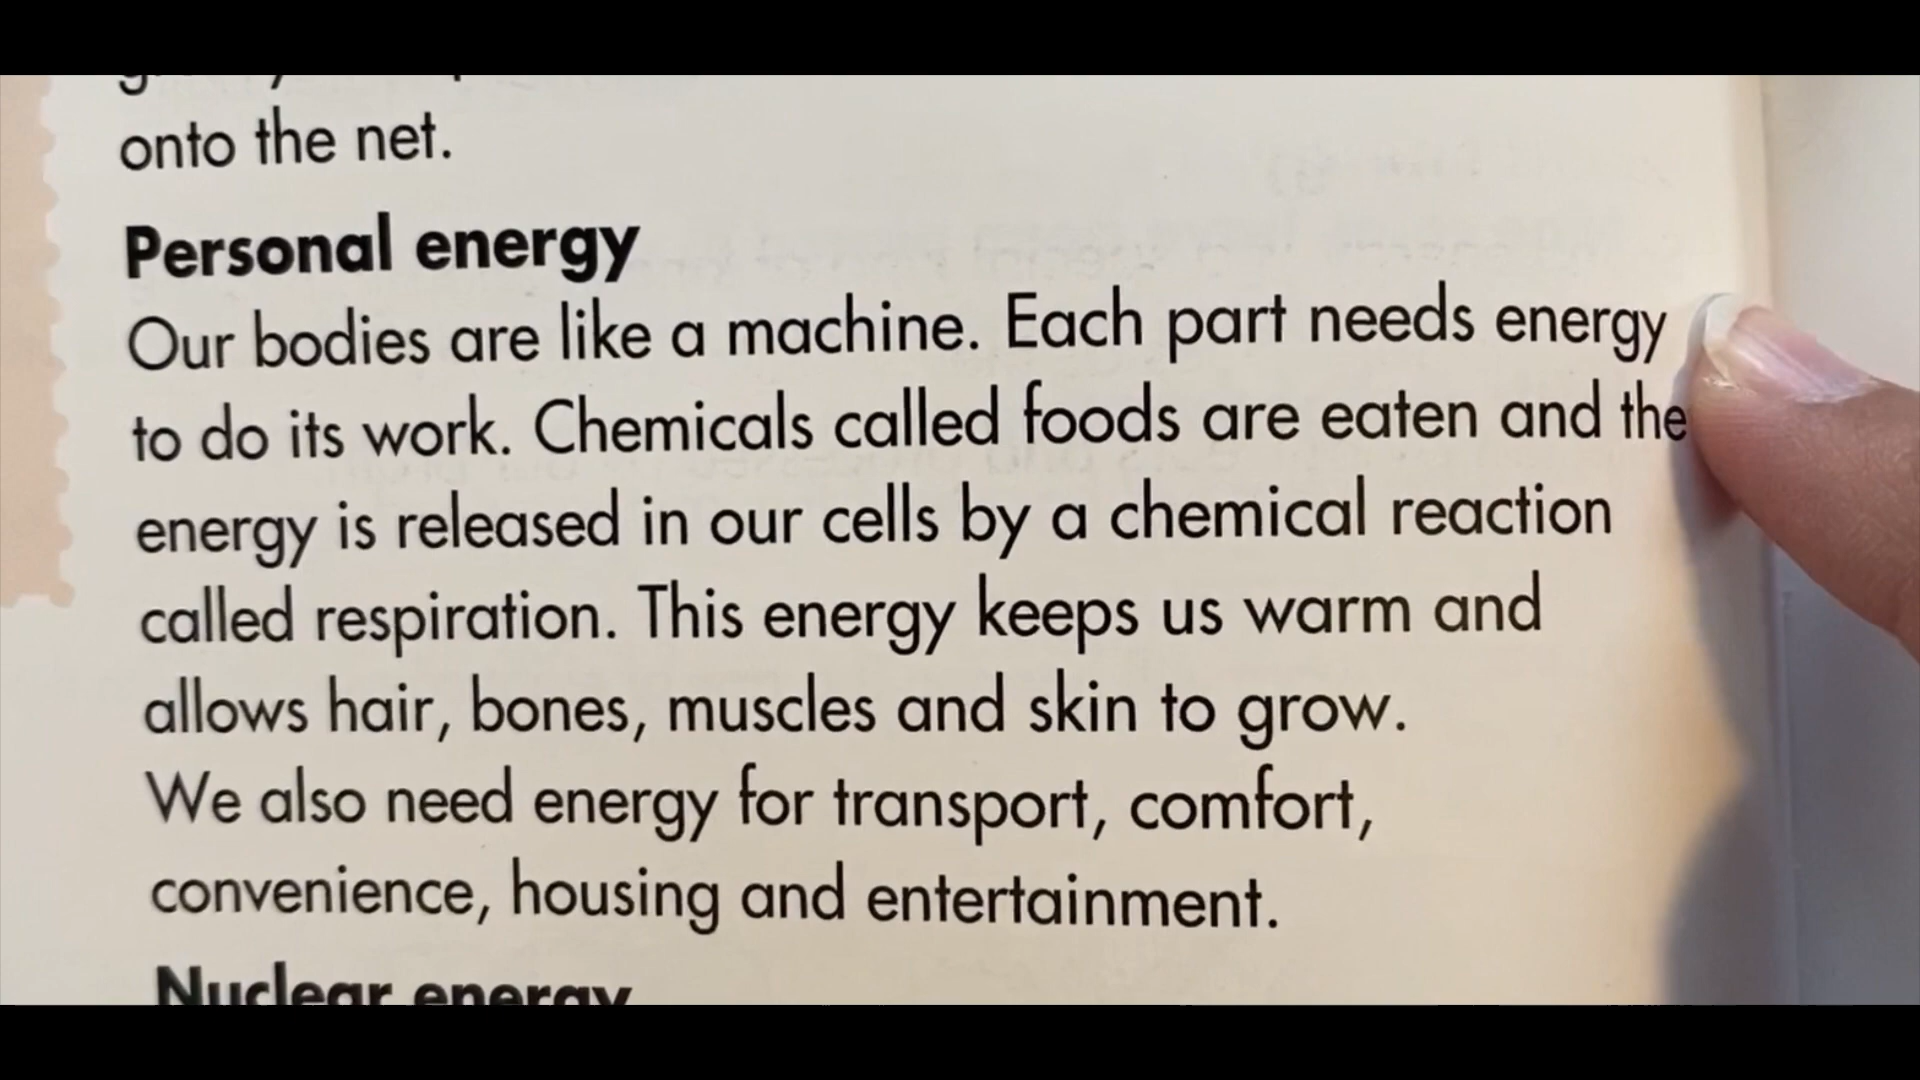 onto the net.
Personal energy
Our bodies are like a machine. Each part needs energy
to do its work. Chemicals called foods are eaten and the
energy is released in our cells by a chemical reaction
called respiration. This energy keeps us warm and
allows hair, bones, muscles and skin to grow.
We also need energy for transport, comfort,
convenience, housing and entertainment.
Nuclear energy